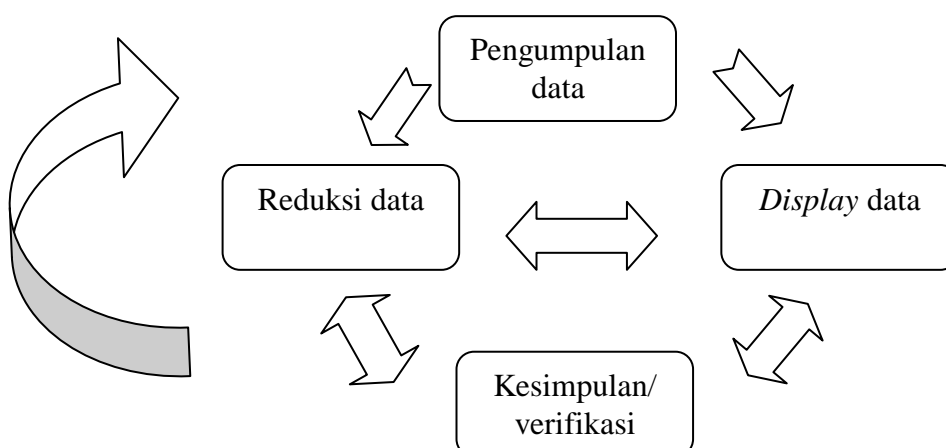 Pengumpulan
data
Reduksi data
Display data
Kesimpulan/
verifikasi